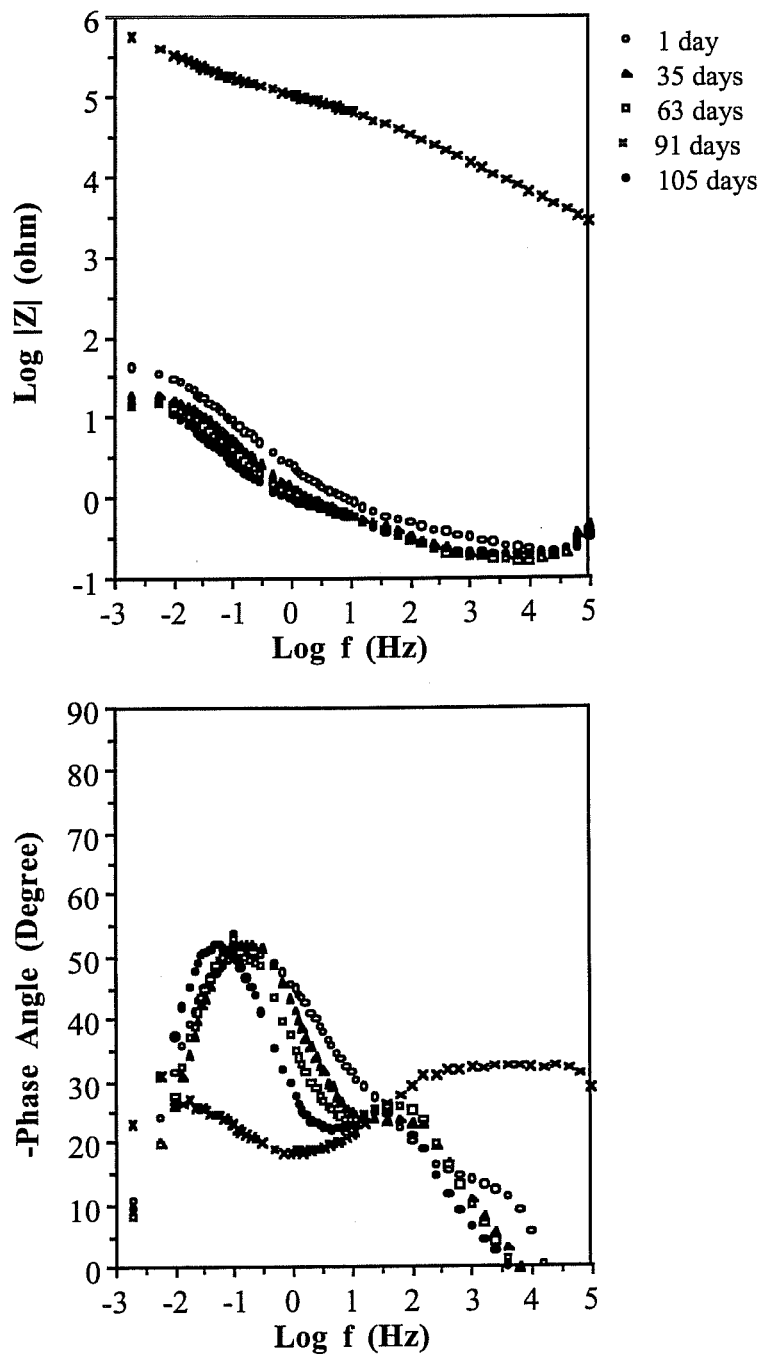 6
5
4
3
2
1
0
-1
Log |Z| (ohm)
-3 -2 -1 0 1 2 3 4 5
Log f (Hz)
1 day
35 days
63 days
91 days
105 days
90
80
70
60
50
40
30
20
10
0
-Phase Angle (Degree)
-3 -2 -1 0 1 2 3 4 5
Log f (Hz)